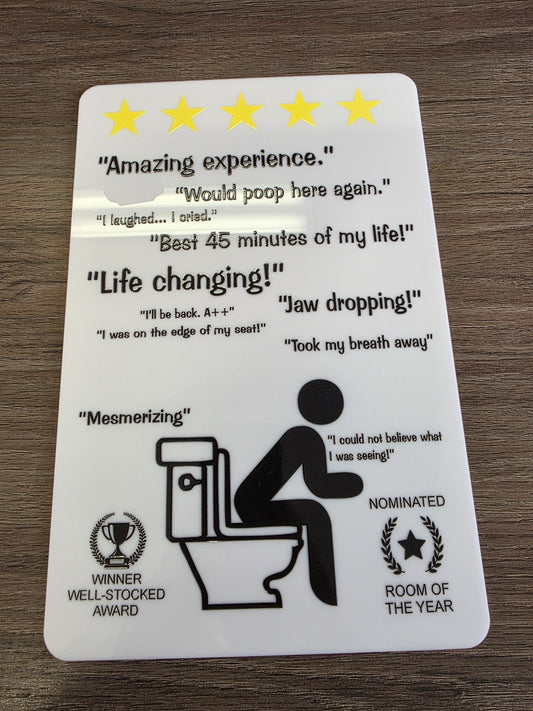 "Amazing experience."
"Would poop here again."
"I laughed... i cried."
"Best 45 minutes of my life!"
"Life changing!"
"I'll be back. A++"
"Jaw dropping!"
"I was on the edge of my seat!"
"Took my breath away"
"Mesmerizing"
"I could not believe what
I was seeing!"
NOMINATED
ROOM OF
THE YEAR
WINNER
WELL-STOCKED
AWARD